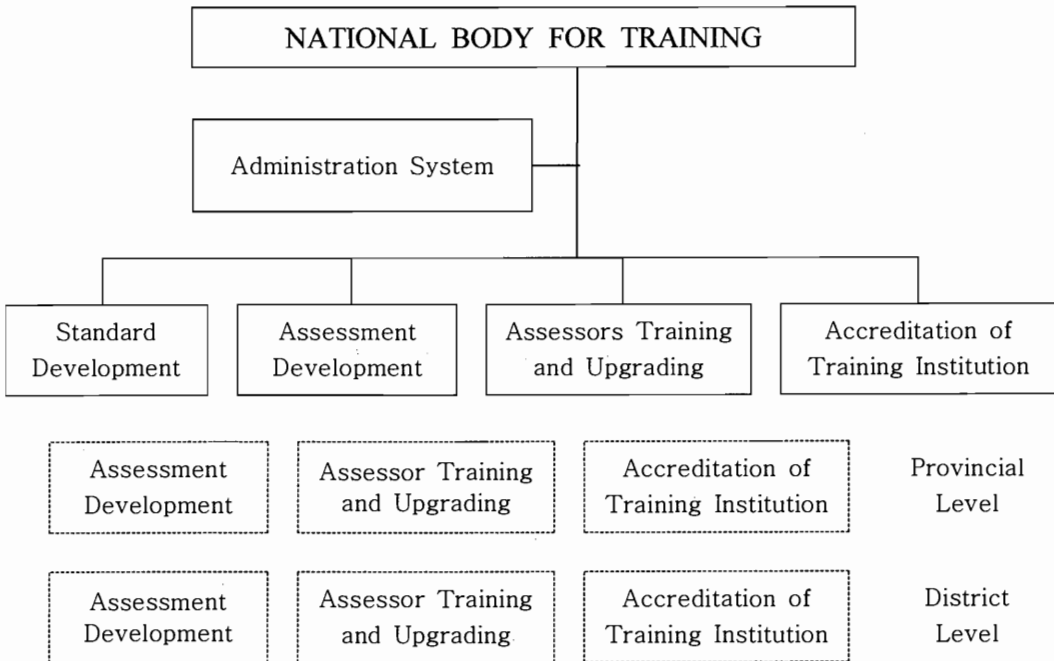 NATIONAL BODY FOR TRAINING
Administration System
Standard
Development
Assessment
Development
Assessors Training
and Upgrading
Accreditation of
Training Institution
Assessment
Development
Assessor Training
and Upgrading
Accreditation of
Training Institution
Provincial
Level
Assessment
Development
Assessor Training
and Upgrading
Accreditation of
Training Institution
District
Level